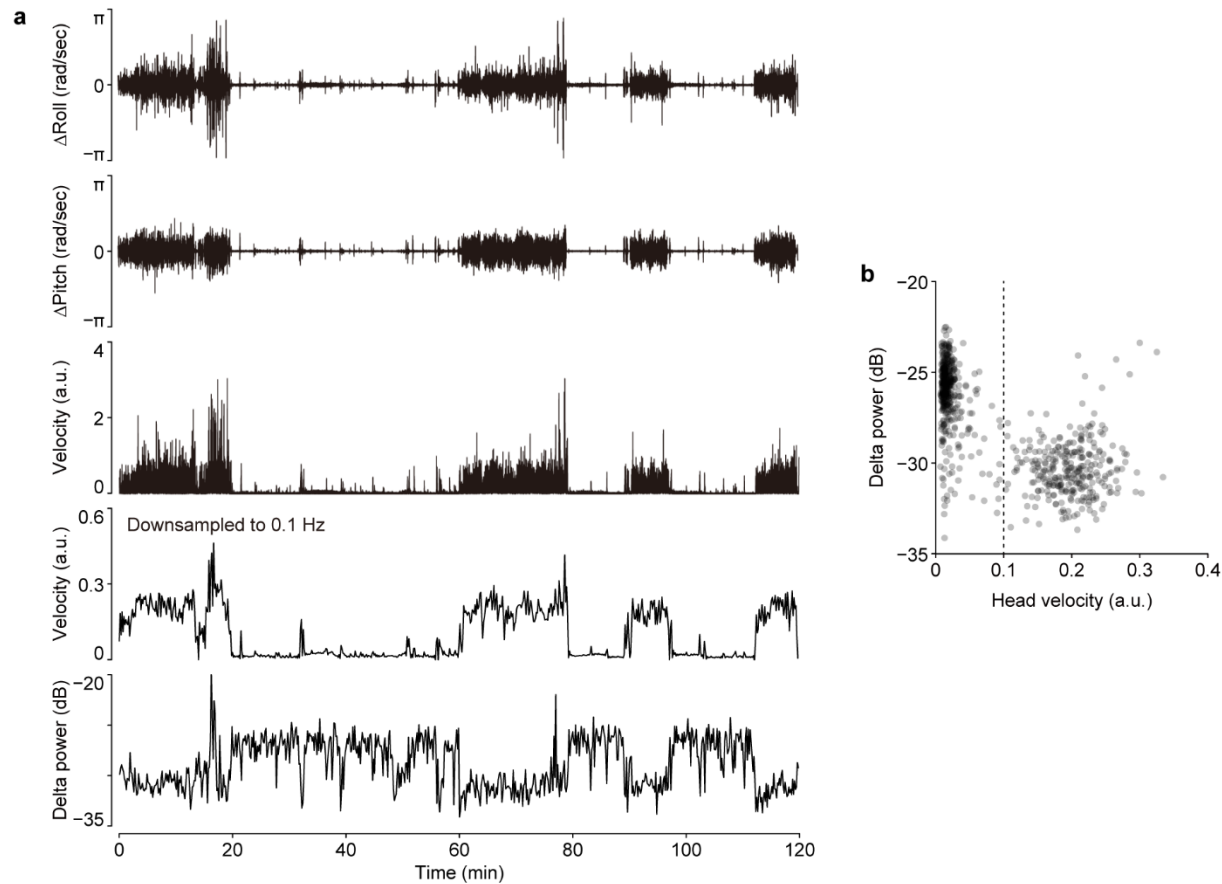 a
π
0
−π
ΔRoll (rad/sec)
π
0
−π
ΔPitch (rad/sec)
4
2
0
Velocity (a.u.)
Downsampled to 0.1 Hz
0.6
0.3
0
Velocity (a.u.)
−20
−35
Delta power (dB)
0 20 40 60 80 100 120
Time (min)
b
−20
−25
−30
−35
Delta power (dB)
0 0.1 0.2 0.3 0.4
Head velocity (a.u.)